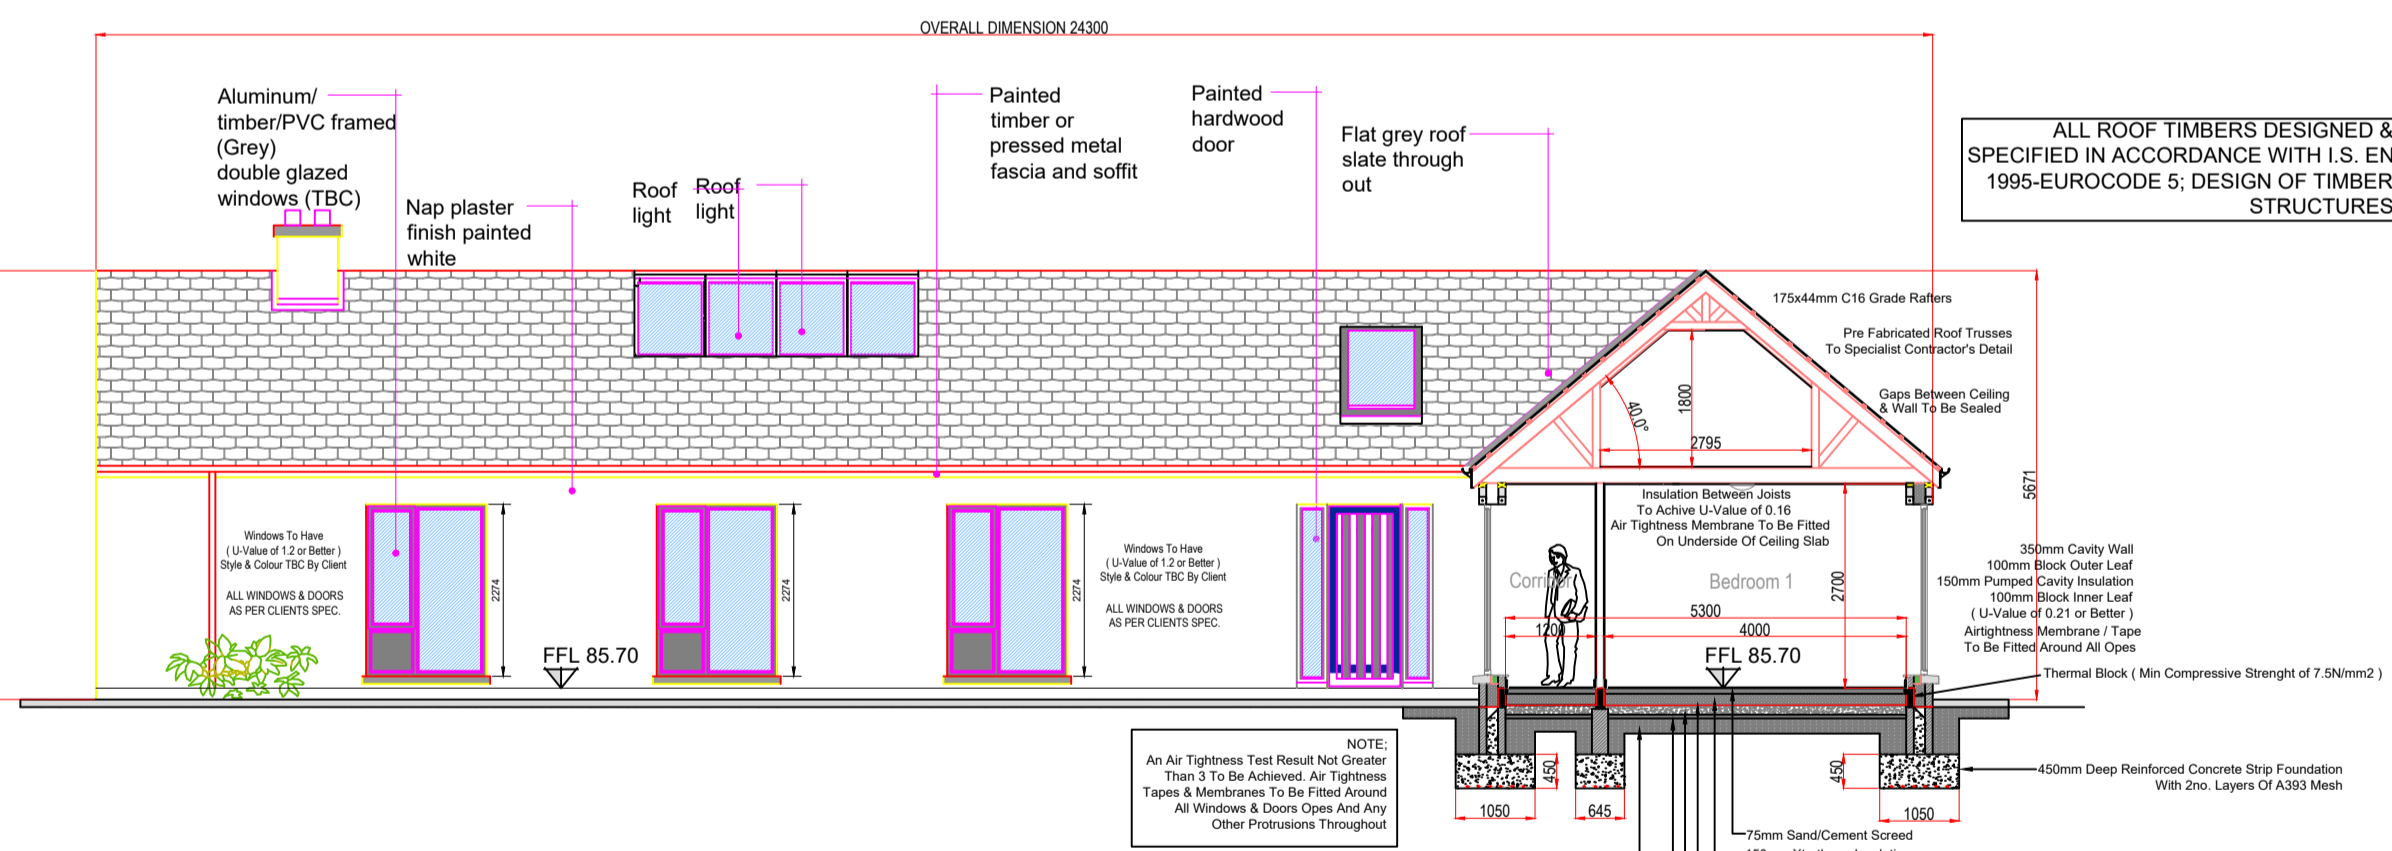 OVERALL DIMENSION 24300
Aluminum/
timber/PVC framed
(Grey)
double glazed
windows (TBC)
Nap plaster
finish painted
white
Roof
light
Roof
light
Painted
timber or
pressed metal
fascia and soffit
Painted
hardwood
door
Flat grey roof
slate through
out
ALL ROOF TIMBERS DESIGNED &
SPECIFIED IN ACCORDANCE WITH I.S. EN
1995-EUROCODE 5; DESIGN OF TIMBER
STRUCTURES
175x44mm C16 Grade Rafters
Pre Fabricated Roof Trusses
To Specialist Contractor's Detail
Gaps Between Ceiling
& Wall To Be Sealed
1800
40.0°
2795
5671
Insulation Between Joists
To Achive U-Value of 0.16
Air Tightness Membrane To Be Fitted
On Underside Of Ceiling Slab
Windows To Have
( U-Value of 1.2 or Better )
Style & Colour TBC By Client
ALL WINDOWS & DOORS
AS PER CLIENTS SPEC.
2274
2274
2274
Windows To Have
( U-Value of 1.2 or Better )
Style & Colour TBC By Client
ALL WINDOWS & DOORS
AS PER CLIENTS SPEC.
Corridor
Bedroom 1
2700
5300
1200
4000
FFL 85.70
FFL 85.70
350mm Cavity Wall
100mm Block Outer Leaf
150mm Pumped Cavity Insulation
100mm Block Inner Leaf
( U-Value of 0.21 or Better )
Airtightness Membrane / Tape
To Be Fitted Around All Opes
Thermal Block ( Min Compressive Strenght of 7.5N/mm2 )
NOTE;
An Air Tightness Test Result Not Greater
Than 3 To Be Achieved. Air Tightness
Tapes & Membranes To Be Fitted Around
All Windows & Doors Opes And Any
Other Protrusions Throughout
450
450
1050
645
1050
450mm Deep Reinforced Concrete Strip Foundation
With 2no. Layers Of A393 Mesh
75mm Sand/Cement Screed